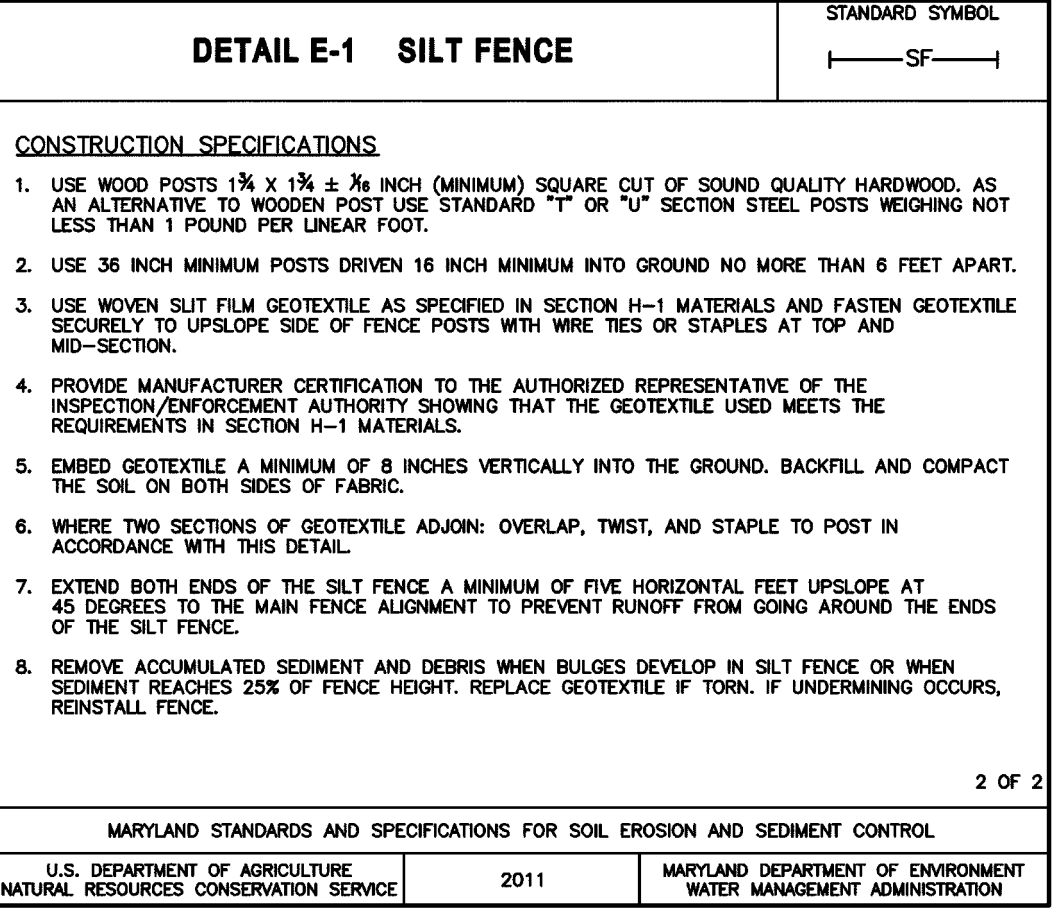 DETAIL E-1 SILT FENCE
STANDARD SYMBOL
SF
CONSTRUCTION SPECIFICATIONS
1. USE WOOD POSTS 1¾ X 1¾ ± 1/16 INCH (MINIMUM) SQUARE CUT OF SOUND QUALITY HARDWOOD. AS
AN ALTERNATIVE TO WOODEN POST USE STANDARD "T" OR "U" SECTION STEEL POSTS WEIGHING NOT
LESS THAN 1 POUND PER LINEAR FOOT.
2. USE 36 INCH MINIMUM POSTS DRIVEN 16 INCH MINIMUM INTO GROUND NO MORE THAN 6 FEET APART.
3. USE WOVEN SLIT FILM GEOTEXTILE AS SPECIFIED IN SECTION H-1 MATERIALS AND FASTEN GEOTEXTILE
SECURELY TO UPSLOPE SIDE OF FENCE POSTS WITH WIRE TIES OR STAPLES AT TOP AND
MID-SECTION.
4. PROVIDE MANUFACTURER CERTIFICATION TO THE AUTHORIZED REPRESENTATIVE OF THE
INSPECTION/ENFORCEMENT AUTHORITY SHOWING THAT THE GEOTEXTILE USED MEETS THE
REQUIREMENTS IN SECTION H-1 MATERIALS.
5. EMBED GEOTEXTILE A MINIMUM OF 8 INCHES VERTICALLY INTO THE GROUND. BACKFILL AND COMPACT
THE SOIL ON BOTH SIDES OF FABRIC.
6. WHERE TWO SECTIONS OF GEOTEXTILE ADJOIN: OVERLAP, TWIST, AND STAPLE TO POST IN
ACCORDANCE WITH THIS DETAIL.
7. EXTEND BOTH ENDS OF THE SILT FENCE A MINIMUM OF FIVE HORIZONTAL FEET UPSLOPE AT
45 DEGREES TO THE MAIN FENCE ALIGNMENT TO PREVENT RUNOFF FROM GOING AROUND THE ENDS
OF THE SILT FENCE.
8. REMOVE ACCUMULATED SEDIMENT AND DEBRIS WHEN BULGES DEVELOP IN SILT FENCE OR WHEN
SEDIMENT REACHES 25% OF FENCE HEIGHT. REPLACE GEOTEXTILE IF TORN. IF UNDERMINING OCCURS,
REINSTALL FENCE.
2 OF 2
MARYLAND STANDARDS AND SPECIFICATIONS FOR SOIL EROSION AND SEDIMENT CONTROL
U.S. DEPARTMENT OF AGRICULTURE
NATURAL RESOURCES CONSERVATION SERVICE
2011
MARYLAND DEPARTMENT OF ENVIRONMENT
WATER MANAGEMENT ADMINISTRATION